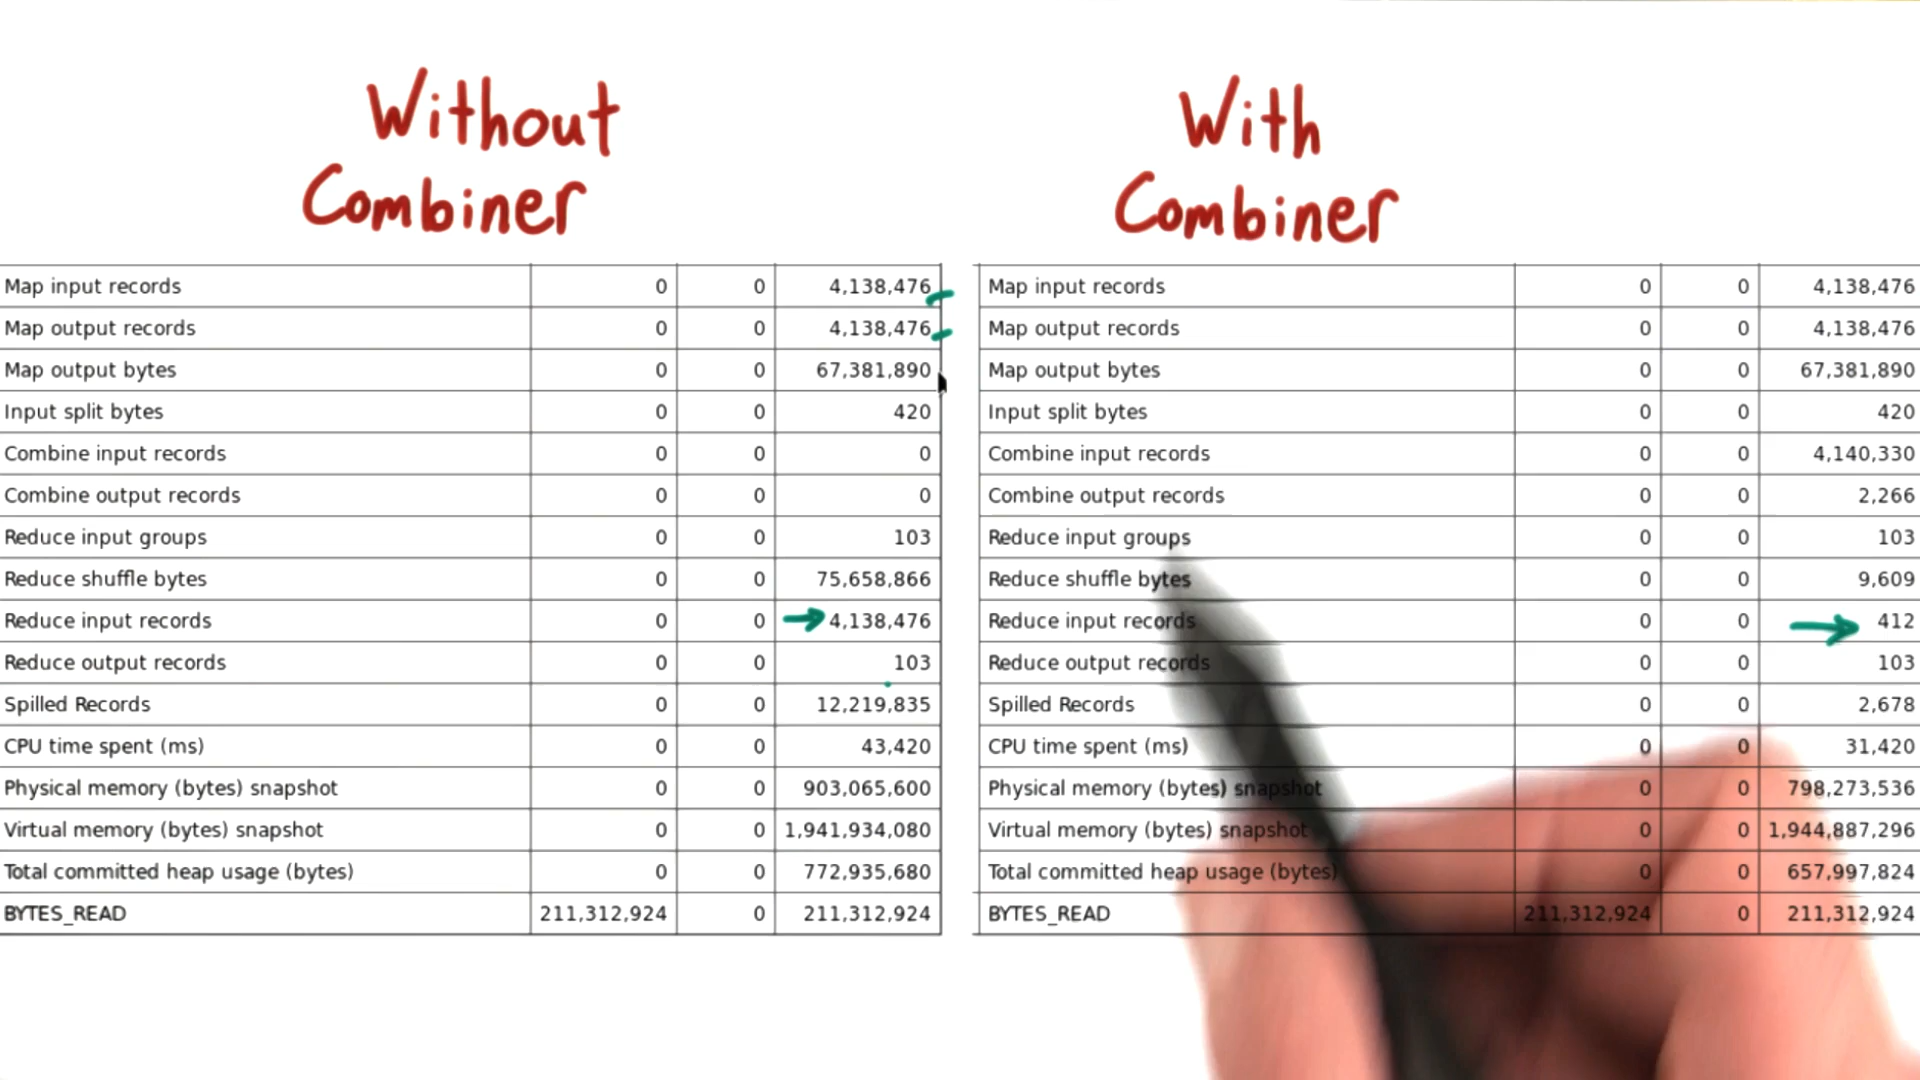 Without
Combiner
Map input records 0 0 4,138,476
Map output records 0 0 4,138,476
Map output bytes 0 0 67,381,890
Input split bytes 0 0 420
Combine input records 0 0 0
Combine output records 0 0 0
Reduce input groups 0 0 103
Reduce shuffle bytes 0 0 75,658,866
Reduce input records 0 0 4,138,476
Reduce output records 0 0 103
Spilled Records 0 0 12,219,835
CPU time spent (ms) 0 0 43,420
Physical memory (bytes) snapshot 0 0 903,065,600
Virtual memory (bytes) snapshot 0 0 1,941,934,080
Total committed heap usage (bytes) 0 0 772,935,680
BYTES_READ 211,312,924 0 211,312,924
With
Combiner
Map input records 0 0 4,138,476
Map output records 0 0 4,138,476
Map output bytes 0 0 67,381,890
Input split bytes 0 0 420
Combine input records 0 0 4,140,330
Combine output records 0 0 2,266
Reduce input groups 0 0 103
Reduce shuffle bytes 0 0 9,609
Reduce input records 0 0 412
Reduce output records 0 0 103
Spilled Records 0 0 2,678
CPU time spent (ms) 0 0 31,420
Physical memory (bytes) snapshot 0 0 798,273,536
Virtual memory (bytes) snapshot 0 0 1,944,887,296
Total committed heap usage (bytes) 0 0 657,997,824
BYTES_READ 211,312,924 0 211,312,924